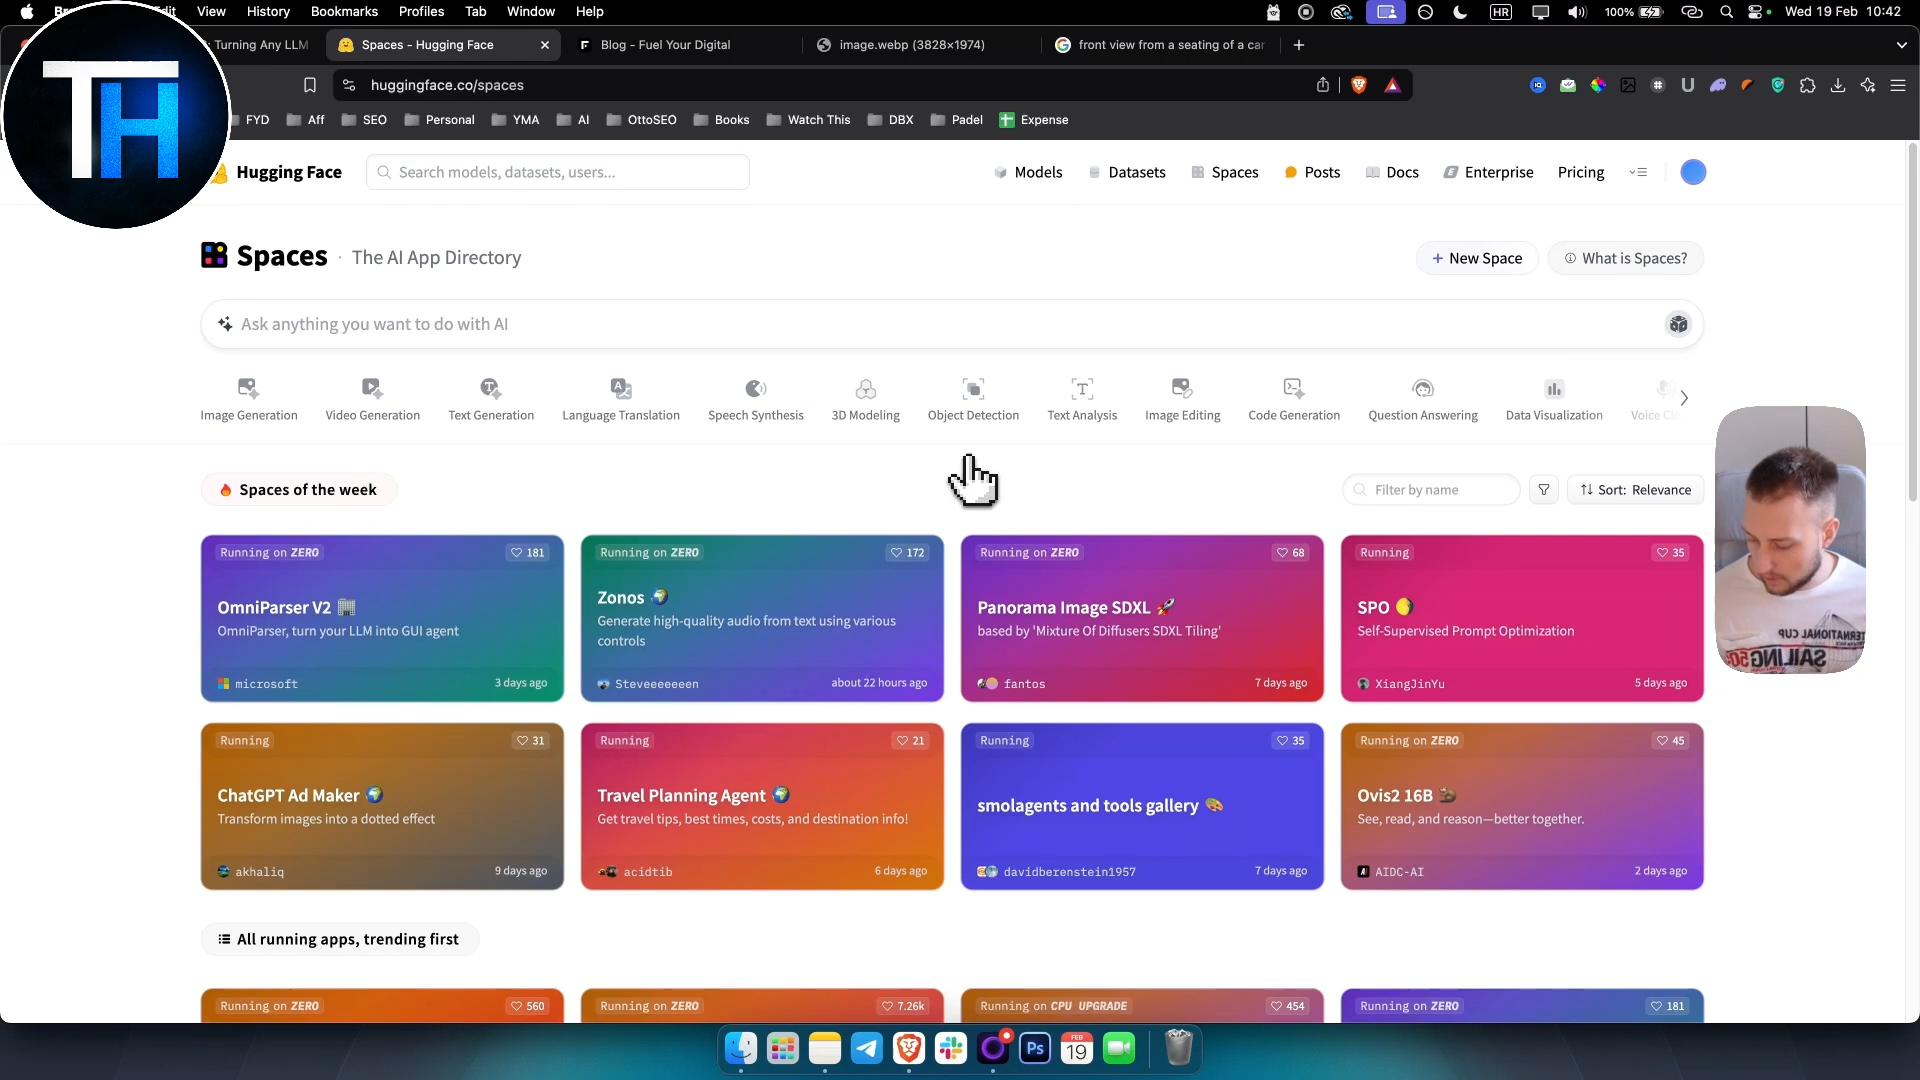 View History Bookmarks Profiles Tab Window Help HR 100% Wed 19 Feb 10:42
: Turning Any LLM Spaces - Hugging Face Blog - Fuel Your Digital image.webp (3828×1974) front view from a seating of a car
huggingface.co/spaces
FYD Aff SEO Personal YMA AI OttoSEO Books Watch This DBX Padel Expense
TH
Hugging Face Search models, datasets, users... Models Datasets Spaces Posts Docs Enterprise Pricing
Spaces · The AI App Directory + New Space What is Spaces?
Ask anything you want to do with AI
Image Generation Video Generation Text Generation Language Translation Speech Synthesis 3D Modeling Object Detection Text Analysis Image Editing Code Generation Question Answering Data Visualization Voice
Spaces of the week Filter by name Sort: Relevance
Running on ZERO 181 Running on ZERO 172 Running on ZERO 68 Running 35
OmniParser V2
OmniParser, turn your LLM into GUI agent
microsoft 3 days ago
Zonos
Generate high-quality audio from text using various
controls
Steveeeeeeen about 22 hours ago
Panorama Image SDXL
based by 'Mixture Of Diffusers SDXL Tiling'
fantos 7 days ago
SPO
Self-Supervised Prompt Optimization
XiangJinYu 5 days ago
INTERNATIONAL CUP
SAILING
Running 31 Running 21 Running 35 Running on ZERO 45
ChatGPT Ad Maker
Transform images into a dotted effect
akhaliq 9 days ago
Travel Planning Agent
Get travel tips, best times, costs, and destination info!
acidtib 6 days ago
smolagents and tools gallery
davidberenstein1957 7 days ago
Ovis2 16B
See, read, and reason—better together.
AIDC-AI 2 days ago
All running apps, trending first
Running on ZERO 560 Running on ZERO 7.26k Running on CPU UPGRADE 454 Running on ZERO 181
Ps FEB 19